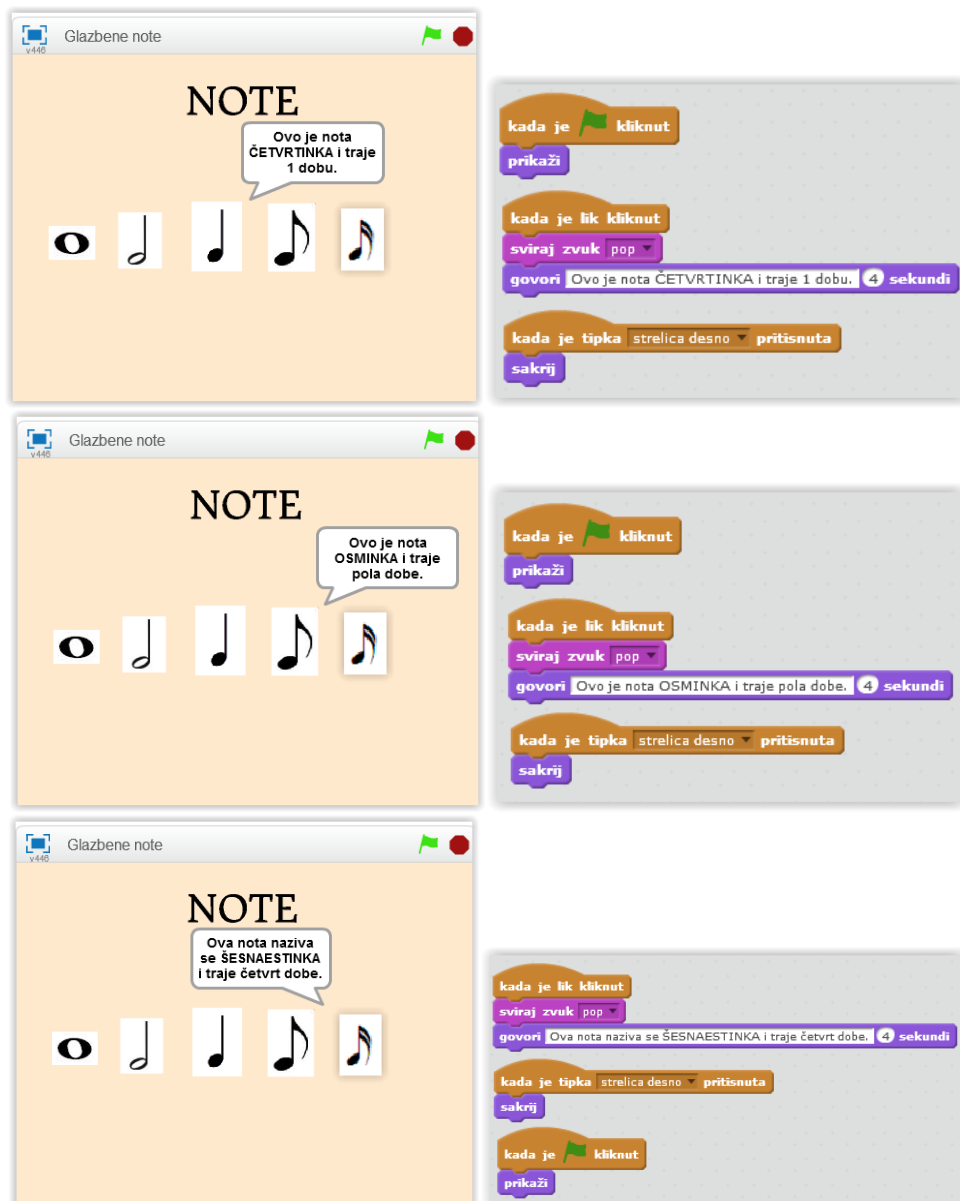 Glazbene note
v446
NOTE
Ovo je nota
ČETVRTINKA i traje
1 dobu.
kada je kliknut
prikaži
kada je lik kliknut
sviraj zvuk pop
govori Ovo je nota ČETVRTINKA i traje 1 dobu. 4 sekundi
kada je tipka strelica desno pritisnuta
sakrij
Glazbene note
v446
NOTE
Ovo je nota
OSMINKA i traje
pola dobe.
kada je kliknut
prikaži
kada je lik kliknut
sviraj zvuk pop
govori Ovo je nota OSMINKA i traje pola dobe. 4 sekundi
kada je tipka strelica desno pritisnuta
sakrij
Glazbene note
v446
NOTE
Ova nota naziva
se ŠESNAESTINKA
i traje četvrt dobe.
kada je lik kliknut
sviraj zvuk pop
govori Ova nota naziva se ŠESNAESTINKA i traje četvrt dobe. 4 sekundi
kada je tipka strelica desno pritisnuta
sakrij
kada je kliknut
prikaži